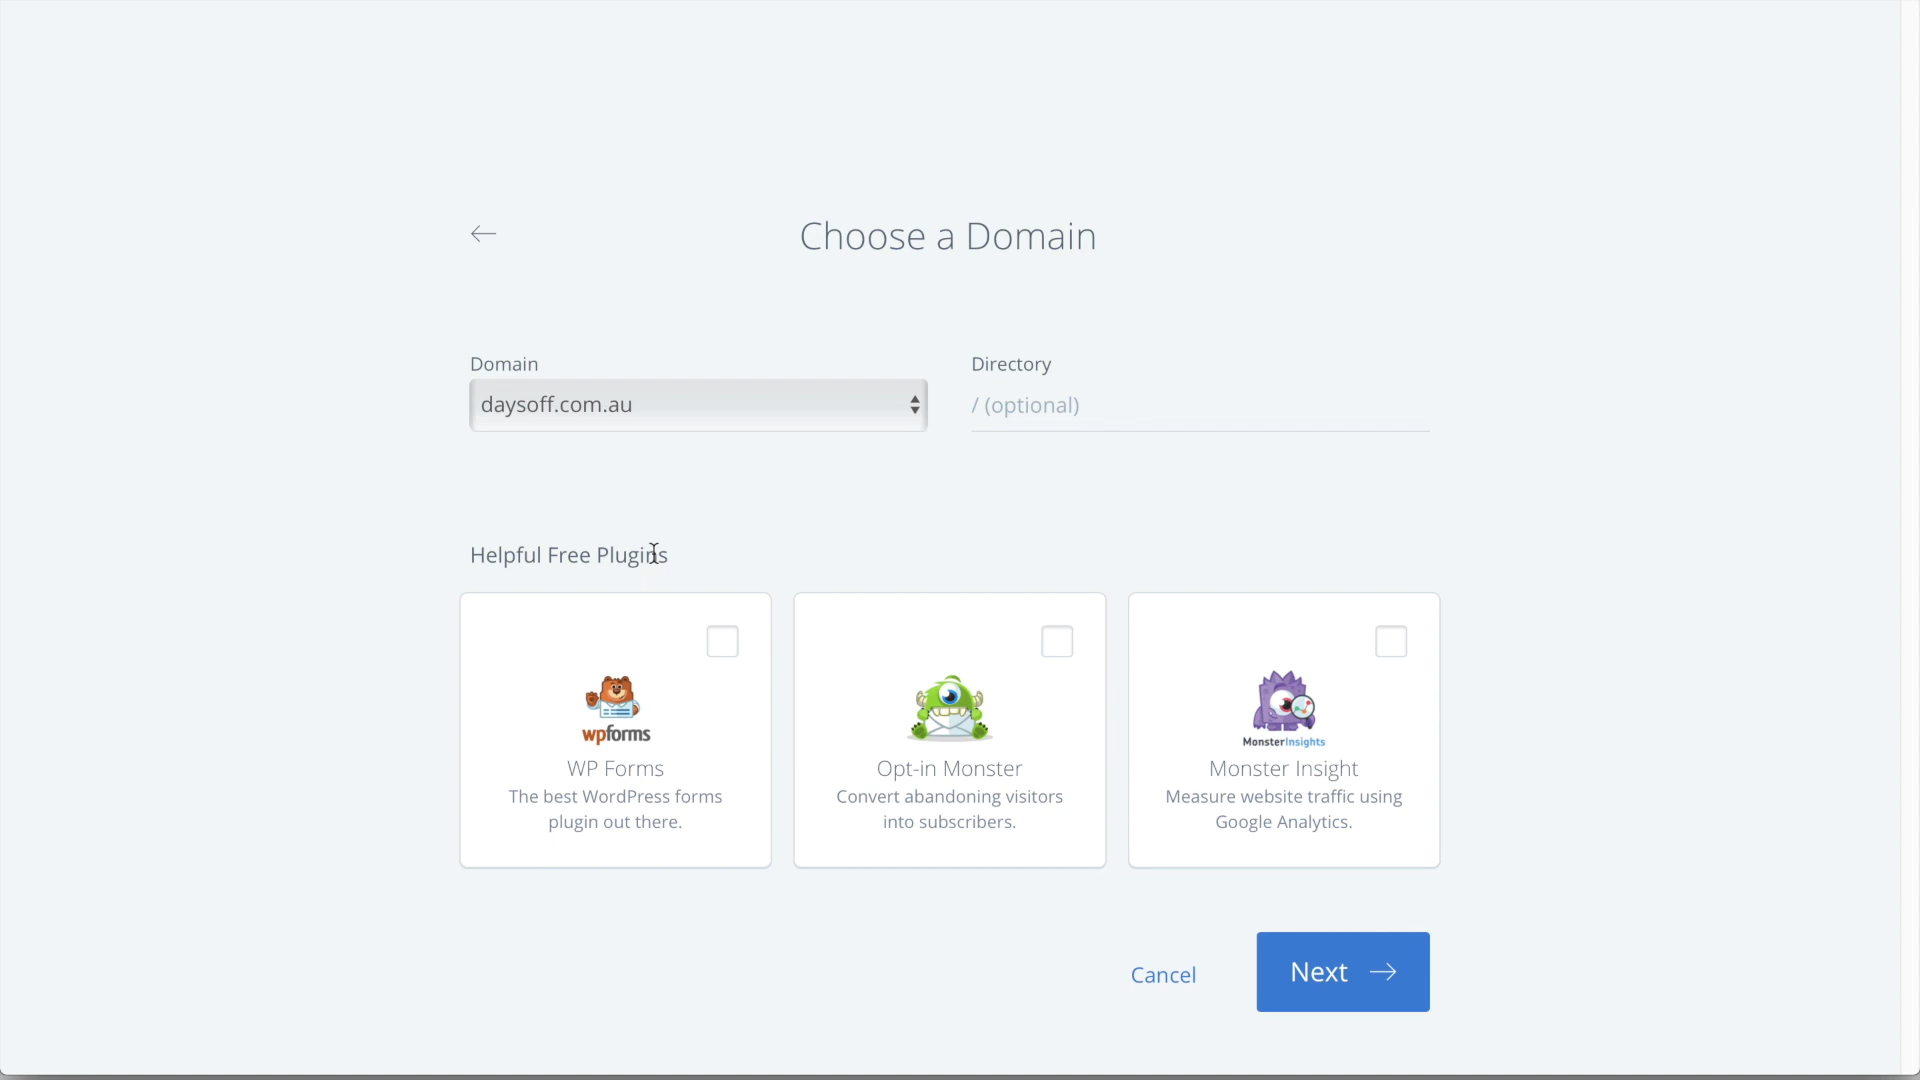 Choose a Domain
Domain
Directory
daysoff.com.au
/ (optional)
Helpful Free Plugins
wpforms
WP Forms
The best WordPress forms
plugin out there.
Opt-in Monster
Convert abandoning visitors
into subscribers.
MonsterInsights
Monster Insight
Measure website traffic using
Google Analytics.
Cancel
Next